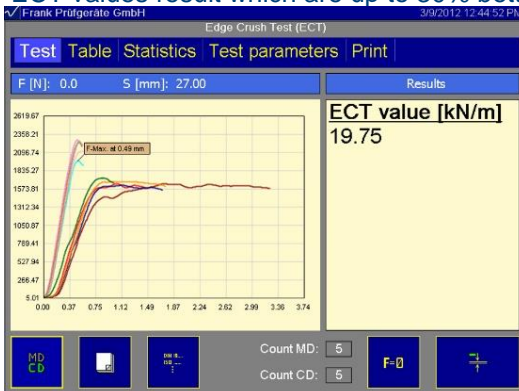 ECT values result which are up to 30%
Frank Prüfgeräte GmbH 3/9/2012 12:44:52 PM
Edge Crush Test (ECT)
Test Table Statistics Test parameters Print
F [N]: 0.0 S [mm]: 27.00 Results
ECT value [kN/m]
19.75
2619.67
2358.21
2096.74
1835.27
1573.81
1312.34
1050.87
789.41
527.94
266.47
5.01
F-Max. at 0.49 mm
0.00 0.37 0.75 1.12 1.49 1.87 2.24 2.62 2.99 3.36 3.74
MD
CD
Count MD: 5
Count CD: 5
F=0